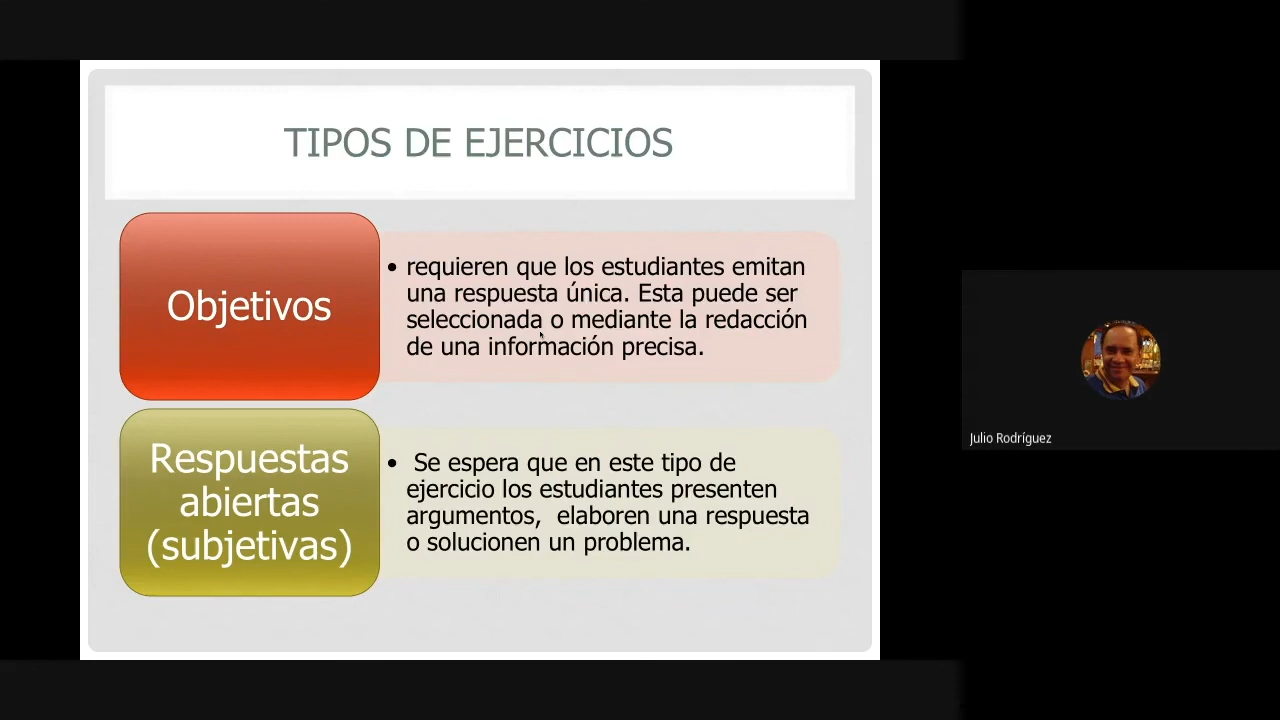 TIPOS DE EJERCICIOS
Objetivos
• requieren que los estudiantes emitan
una respuesta única. Esta puede ser
seleccionada o mediante la redacción
de una información precisa.
Respuestas
abiertas
(subjetivas)
• Se espera que en este tipo de
ejercicio los estudiantes presenten
argumentos, elaboren una respuesta
o solucionen un problema.
Julio Rodríguez